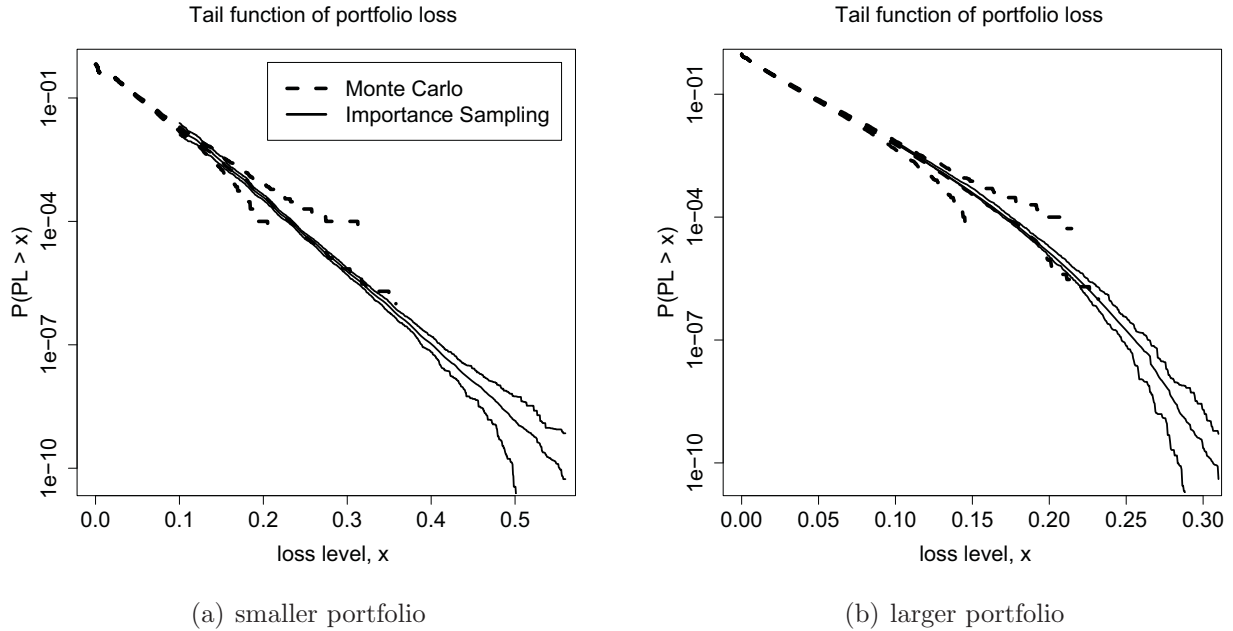 Tail function of portfolio loss
P(PL > x)
1e−01
1e−04
1e−07
1e−10
Monte Carlo
Importance Sampling
0.0 0.1 0.2 0.3 0.4 0.5
loss level, x
(a) smaller portfolio
Tail function of portfolio loss
P(PL > x)
1e−01
1e−04
1e−07
1e−10
0.00 0.05 0.10 0.15 0.20 0.25 0.30
loss level, x
(b) larger portfolio